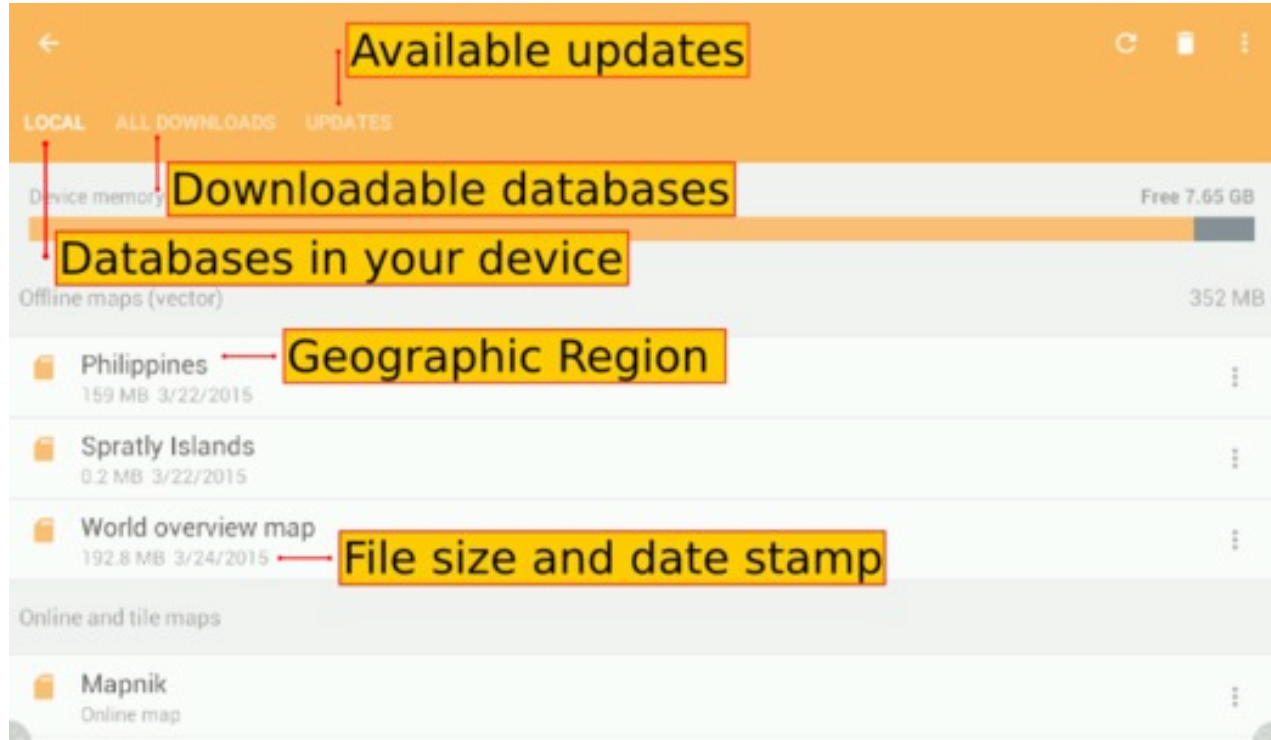 Available updates
LOCAL ALL DOWNLOADS UPDATES
Downloadable databases
Device memory
Free 7.65 GB
Databases in your device
Offline maps (vector)
352 MB
Philippines
Geographic Region
159 MB 3/22/2015
Spratly Islands
0.2 MB 3/22/2015
World overview map
192.8 MB 3/24/2015
File size and date stamp
Online and tile maps
Mapnik
Online map